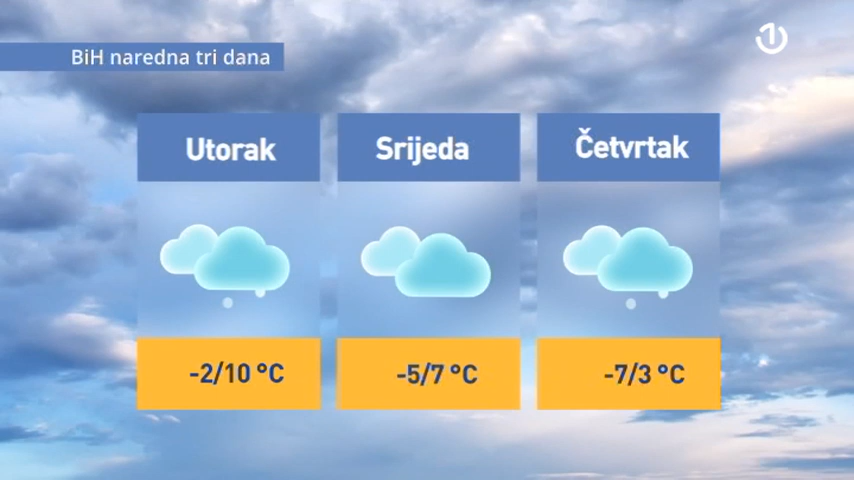 BiH naredna tri dana
Utorak
Srijeda
Četvrtak
-2/10 °C
-5/7 °C
-7/3 °C